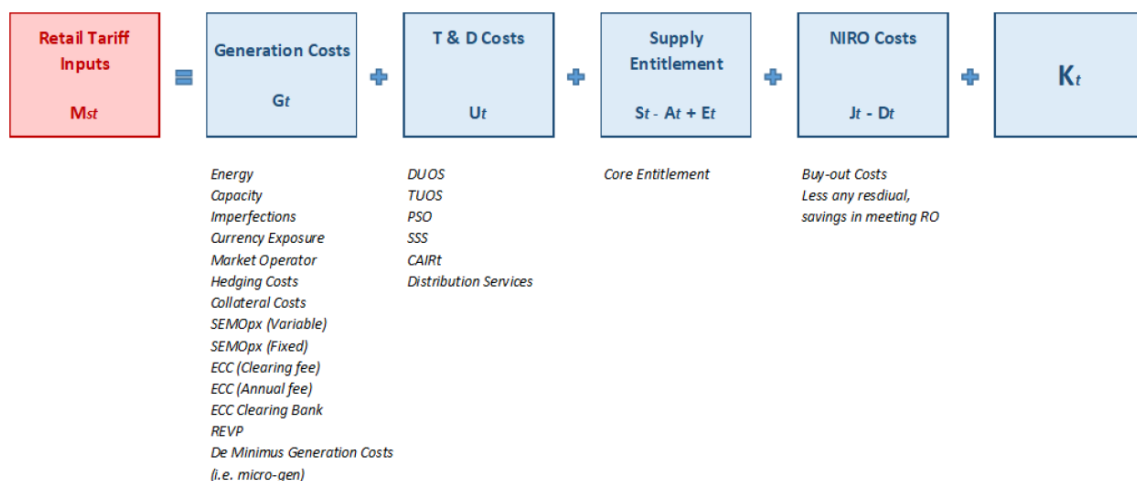 Retail Tariff
Inputs
Mst
=
Generation Costs
Gt
+
T & D Costs
Ut
+
Supply
Entitlement
St - At + Et
+
NIRO Costs
Jt - Dt
+
Kt
Energy
Capacity
Imperfections
Currency Exposure
Market Operator
Hedging Costs
Collateral Costs
SEMOpx (Variable)
SEMOpx (Fixed)
ECC (Clearing fee)
ECC (Annual fee)
ECC Clearing Bank
REVP
De Minimus Generation Costs
(i.e. micro-gen)
DUOS
TUOS
PSO
SSS
CAIRt
Distribution Services
Core Entitlement
Buy-out Costs
Less any resdiual,
savings in meeting RO